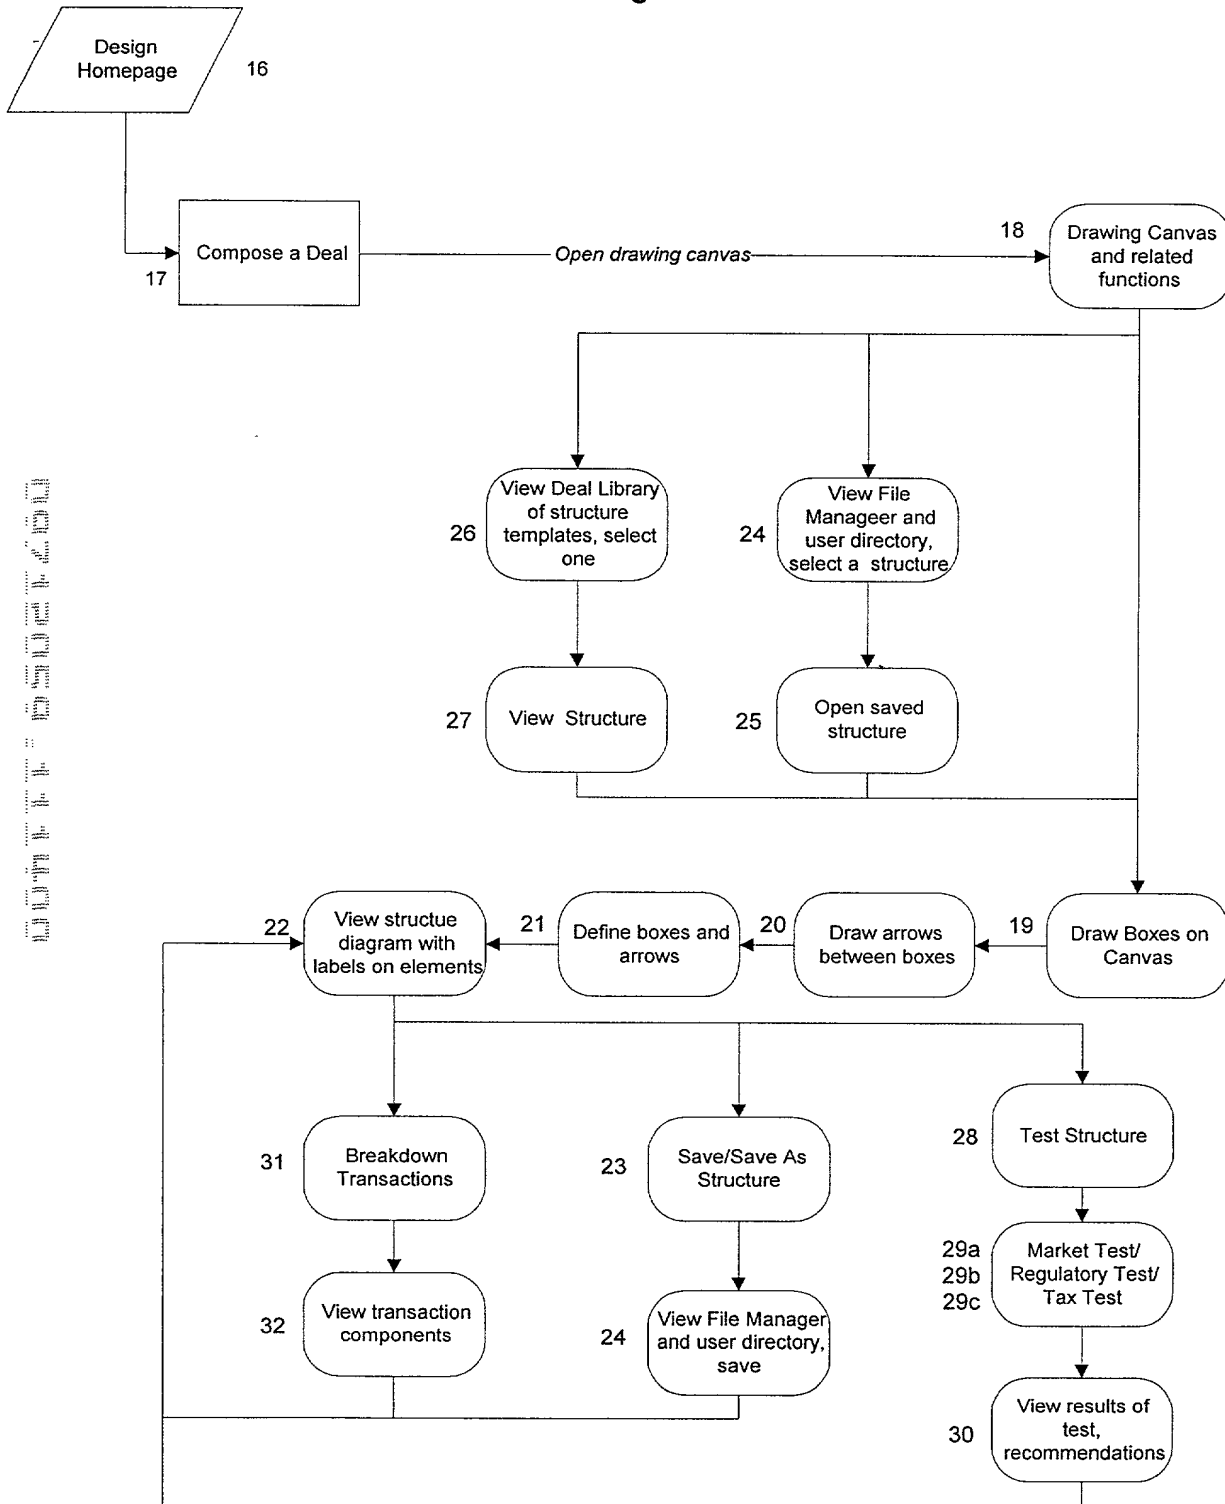 Design
Homepage
16
Compose a Deal
17
Open drawing canvas
18
Drawing Canvas
and related
functions
26
View Deal Library
of structure
templates, select
one
24
View File
Manageer and
user directory,
select a structure
27
View Structure
25
Open saved
structure
22
View structue
diagram with
labels on elements
21
Define boxes and
arrows
20
Draw arrows
between boxes
19
Draw Boxes on
Canvas
31
Breakdown
Transactions
23
Save/Save As
Structure
28
Test Structure
29a
29b
29c
Market Test/
Regulatory Test/
Tax Test
32
View transaction
components
24
View File Manager
and user directory,
save
30
View results of
test,
recommendations